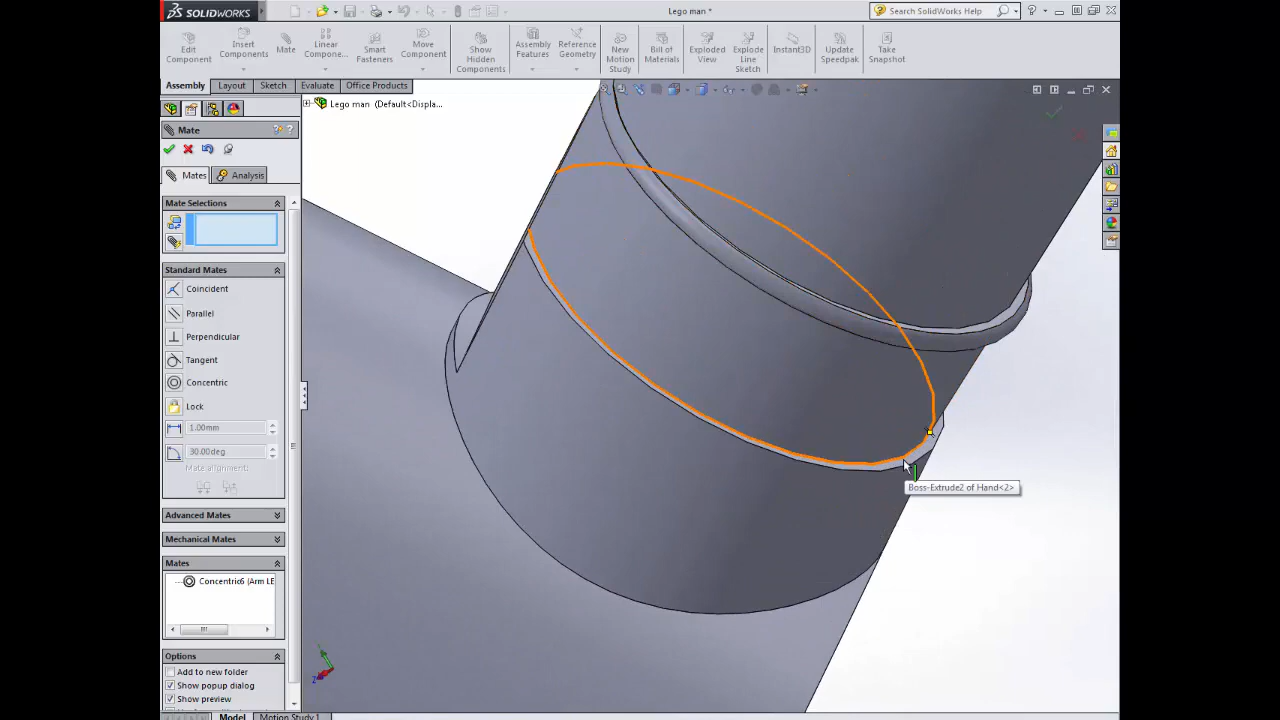 SOLIDWORKS
Lego man *
Search SolidWorks Help
Edit Component
Insert Components
Mate
Linear Compone...
Smart Fasteners
Move Component
Show Hidden Components
Assembly Features
Reference Geometry
New Motion Study
Bill of Materials
Exploded View
Explode Line Sketch
Instant3D
Update Speedpak
Take Snapshot
Assembly
Layout
Sketch
Evaluate
Office Products
Lego man (Default<Displa...
Mate
Mates
Analysis
Mate Selections
Standard Mates
Coincident
Parallel
Perpendicular
Tangent
Concentric
Lock
1.00mm
30.00deg
Mate alignment:
Advanced Mates
Mechanical Mates
Mates
Concentric6 (Arm LE
Options
Add to new folder
Show popup dialog
Show preview
Boss-Extrude2 of Hand<2>
Model
Motion Study 1